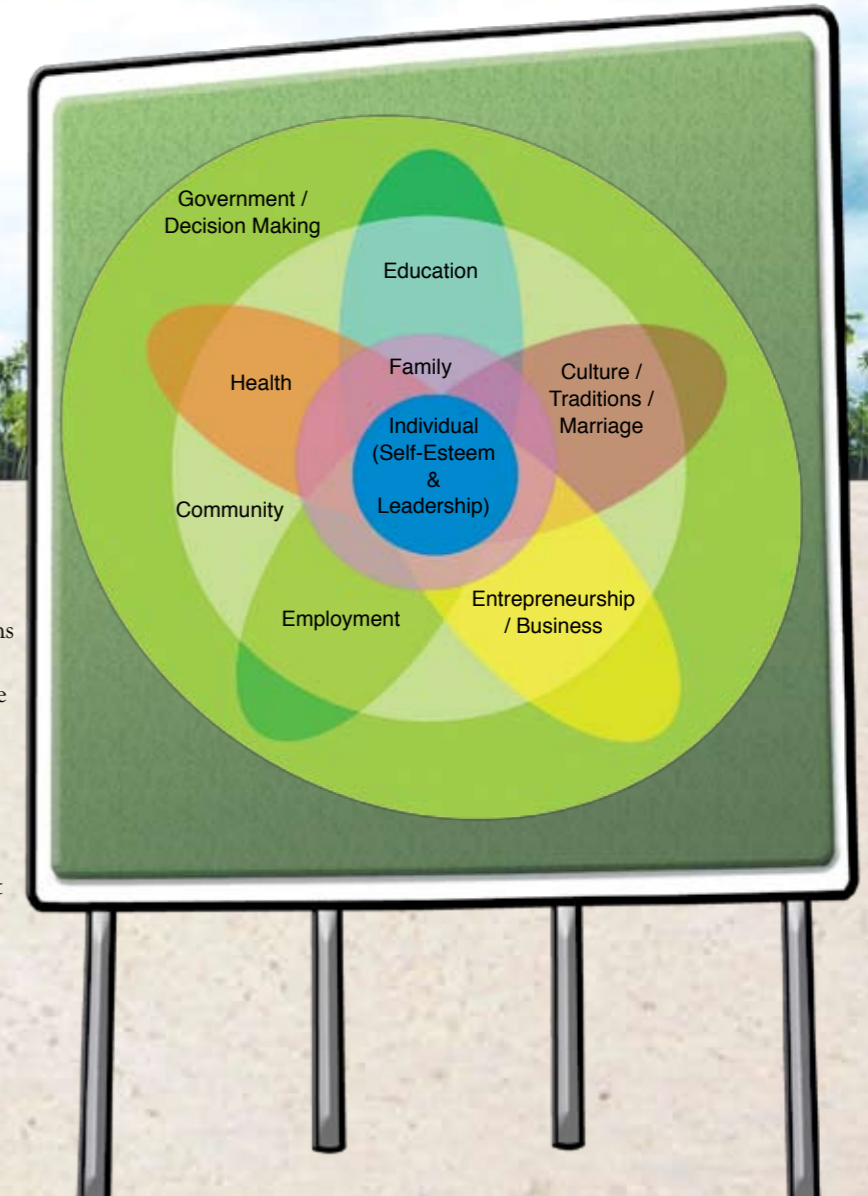 Government /
Decision Making
Education
Family
Health
Culture /
Traditions /
Marriage
Individual
(Self-Esteem
&
Leadership)
Community
Entrepreneurship
/ Business
Employment